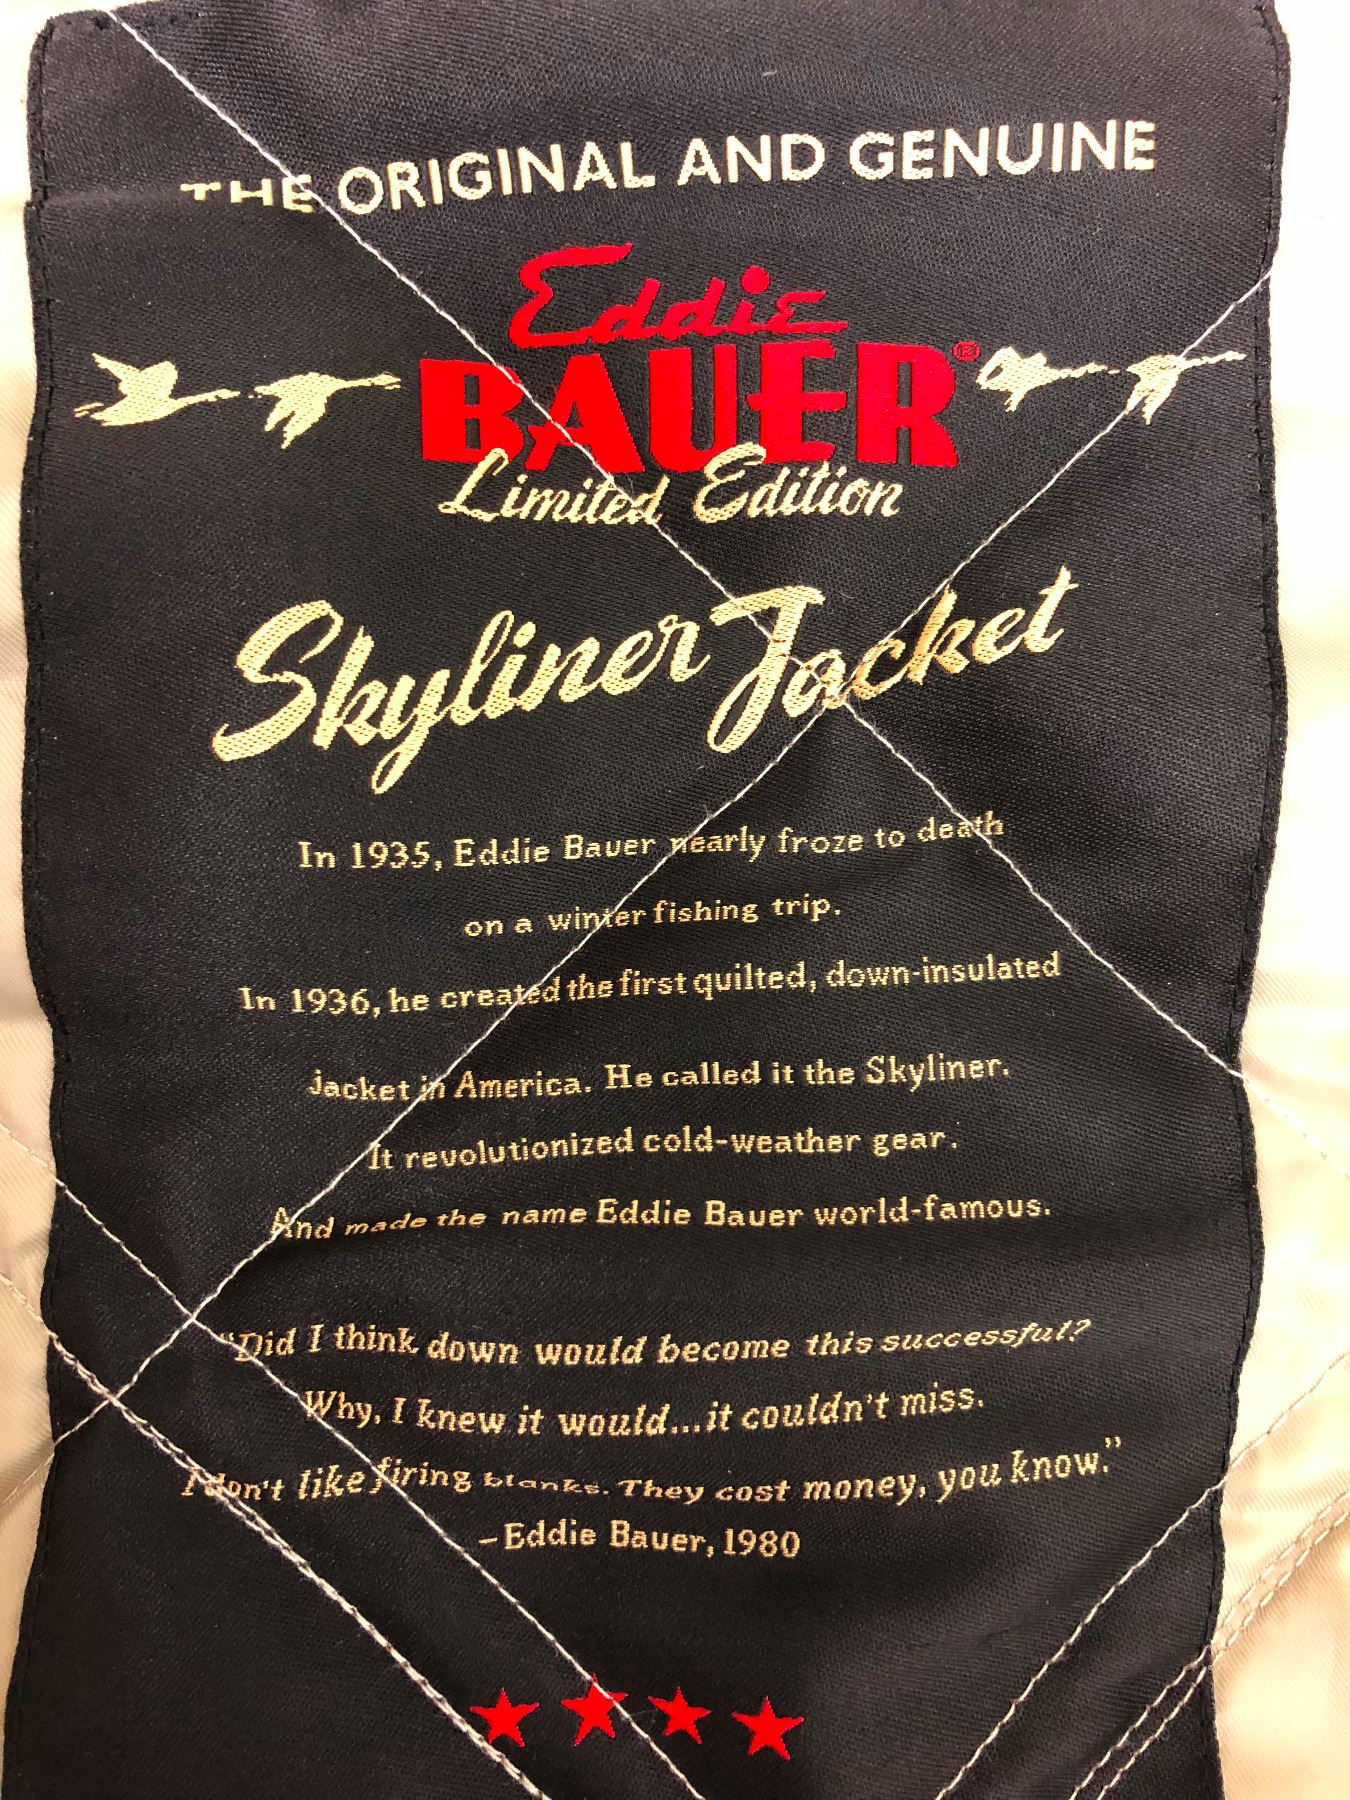 THE ORIGINAL AND GENUINE
Eddie
BAUER®
Limited Edition
Skyliner Jacket
In 1935, Eddie Bauer nearly froze to death
on a winter fishing trip.
In 1936, he created the first quilted, down-insulated
jacket in America. He called it the Skyliner.
It revolutionized cold-weather gear.
And made the name Eddie Bauer world-famous.
"Did I think down would become this successful?
Why, I knew it would...it couldn't miss.
I don't like firing blanks. They cost money, you know."
–Eddie Bauer, 1980